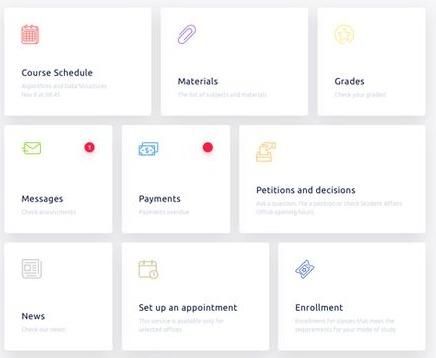 Course Schedule
Algorithms and Data Structures
Nov 8 at 08:45
Materials
The list of subjects and materials
Grades
Check your grades!
Messages
Check
Payments
Payments overdue
Petitions and decisions
Ask a question, file a petition or check Student Affairs
Office opening hours.
News
Check our news!
Set up an appointment
This service is available only for
selected offices
Enrollment
Enrollment for classes that meet the
requirements for your mode of study